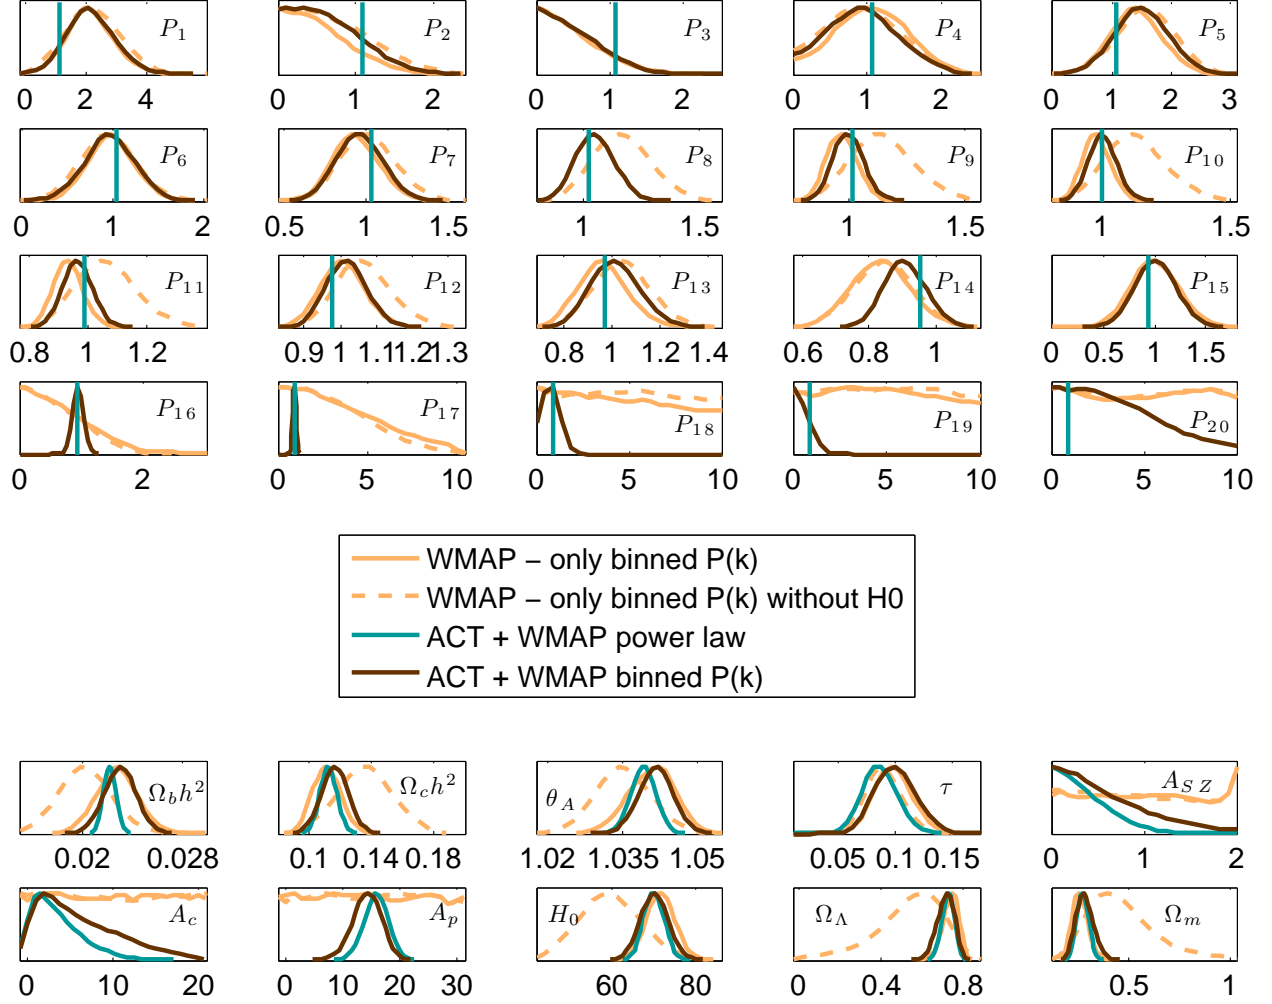 P1 P2 P3 P4 P5
0 2 4 0 1 2 0 1 2 0 1 2 0 1 2 3
P6 P7 P8 P9 P10
0 1 2 0.5 1 1.5 1 1.5 1 1.5 1 1.5
P11 P12 P13 P14 P15
0.8 1 1.2 0.9 1 1.1 1.2 1.3 0.8 1 1.2 1.4 0.6 0.8 1 0 0.5 1 1.5
P16 P17 P18 P19 P20
0 2 0 5 10 0 5 10 0 5 10 0 5 10
WMAP – only binned P(k)
WMAP – only binned P(k) without H0
ACT + WMAP power law
ACT + WMAP binned P(k)
Ωbh² Ωch² θA τ ASZ
0.02 0.028 0.1 0.14 0.18 1.02 1.035 1.05 0.05 0.1 0.15 0 1 2
Ac Ap H0 ΩΛ Ωm
0 10 20 0 10 20 30 40 60 80 0 0.4 0.8 0.5 1